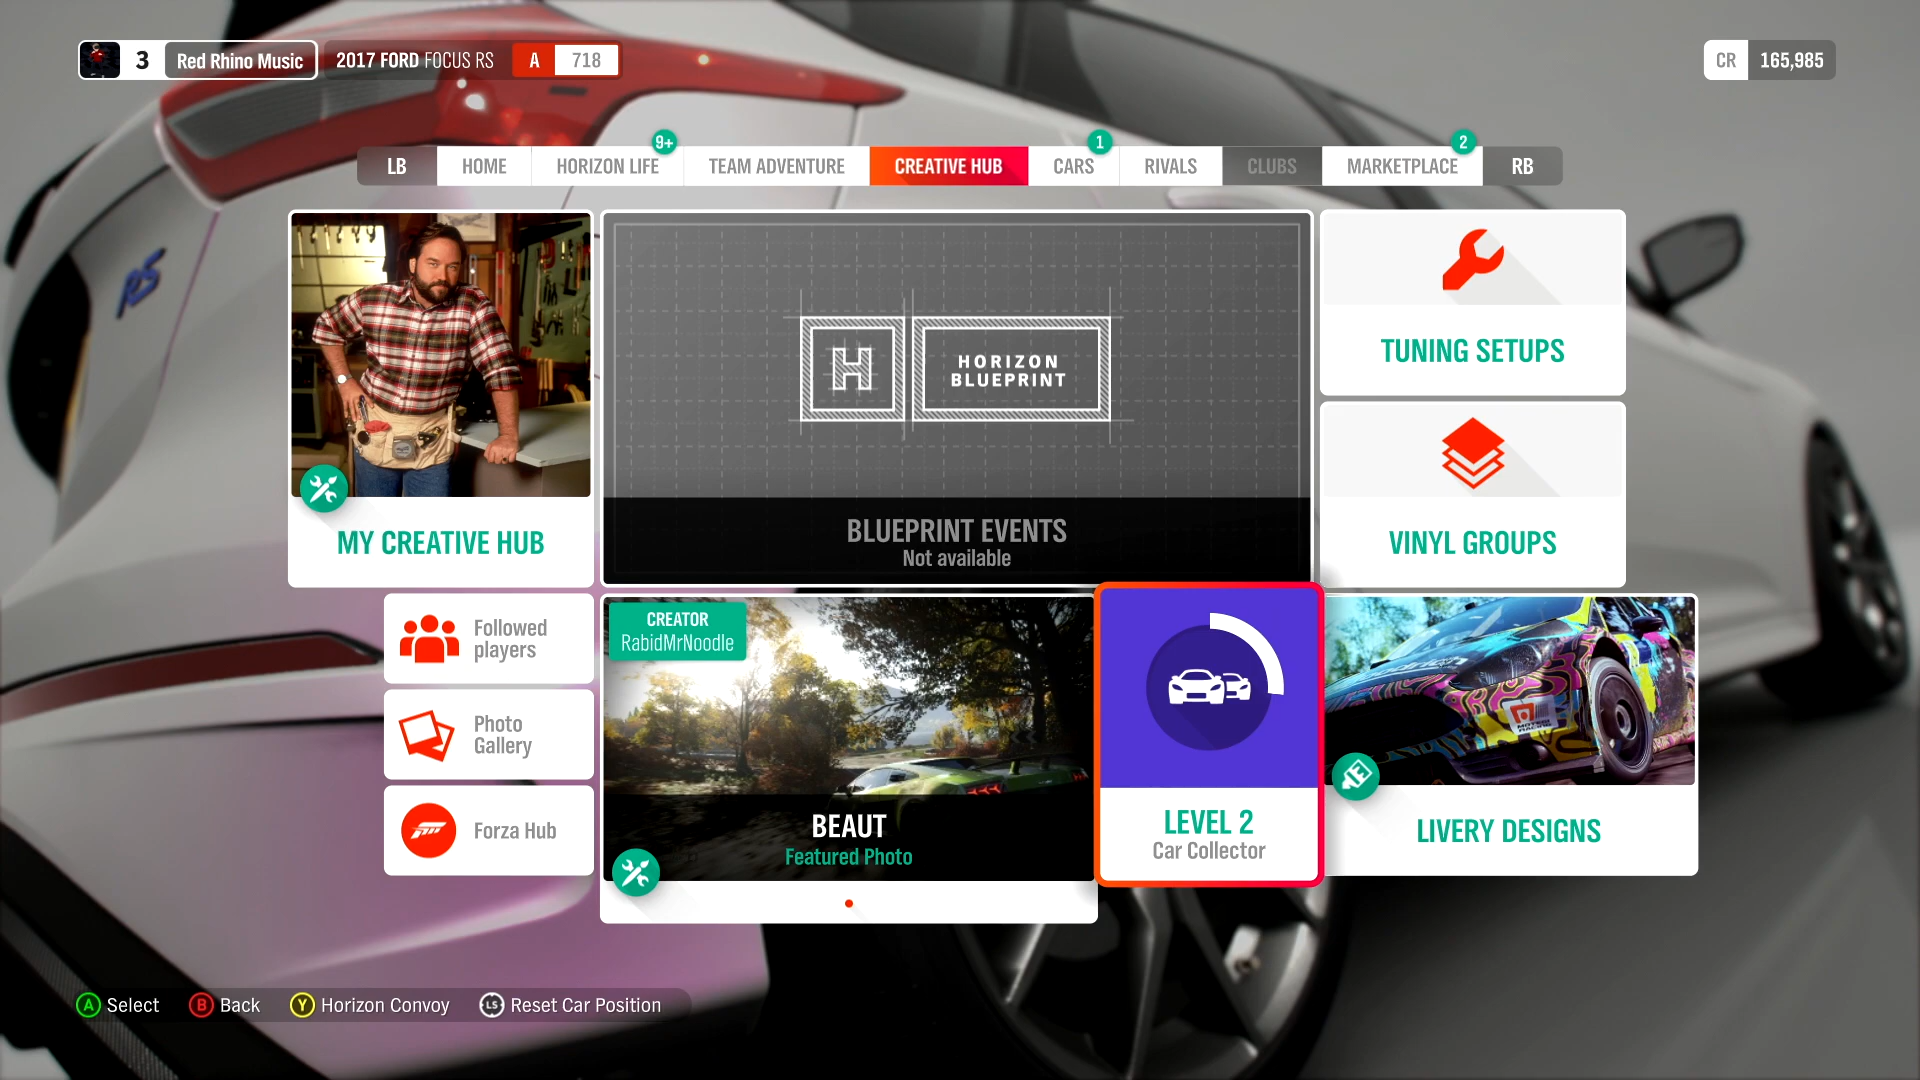 3 Red Rhino Music 2017 FORD FOCUS RS A 718
CR 165,985
9+ 1 2
LB HOME HORIZON LIFE TEAM ADVENTURE CREATIVE HUB CARS RIVALS CLUBS MARKETPLACE RB
RS
H HORIZON
BLUEPRINT
BLUEPRINT EVENTS
Not available
MY CREATIVE HUB
TUNING SETUPS
VINYL GROUPS
Followed
players
Photo
Gallery
Forza Hub
CREATOR
RabidMrNoodle
BEAUT
Featured Photo
LEVEL 2
Car Collector
LIVERY DESIGNS
A Select B Back Y Horizon Convoy LS Reset Car Position